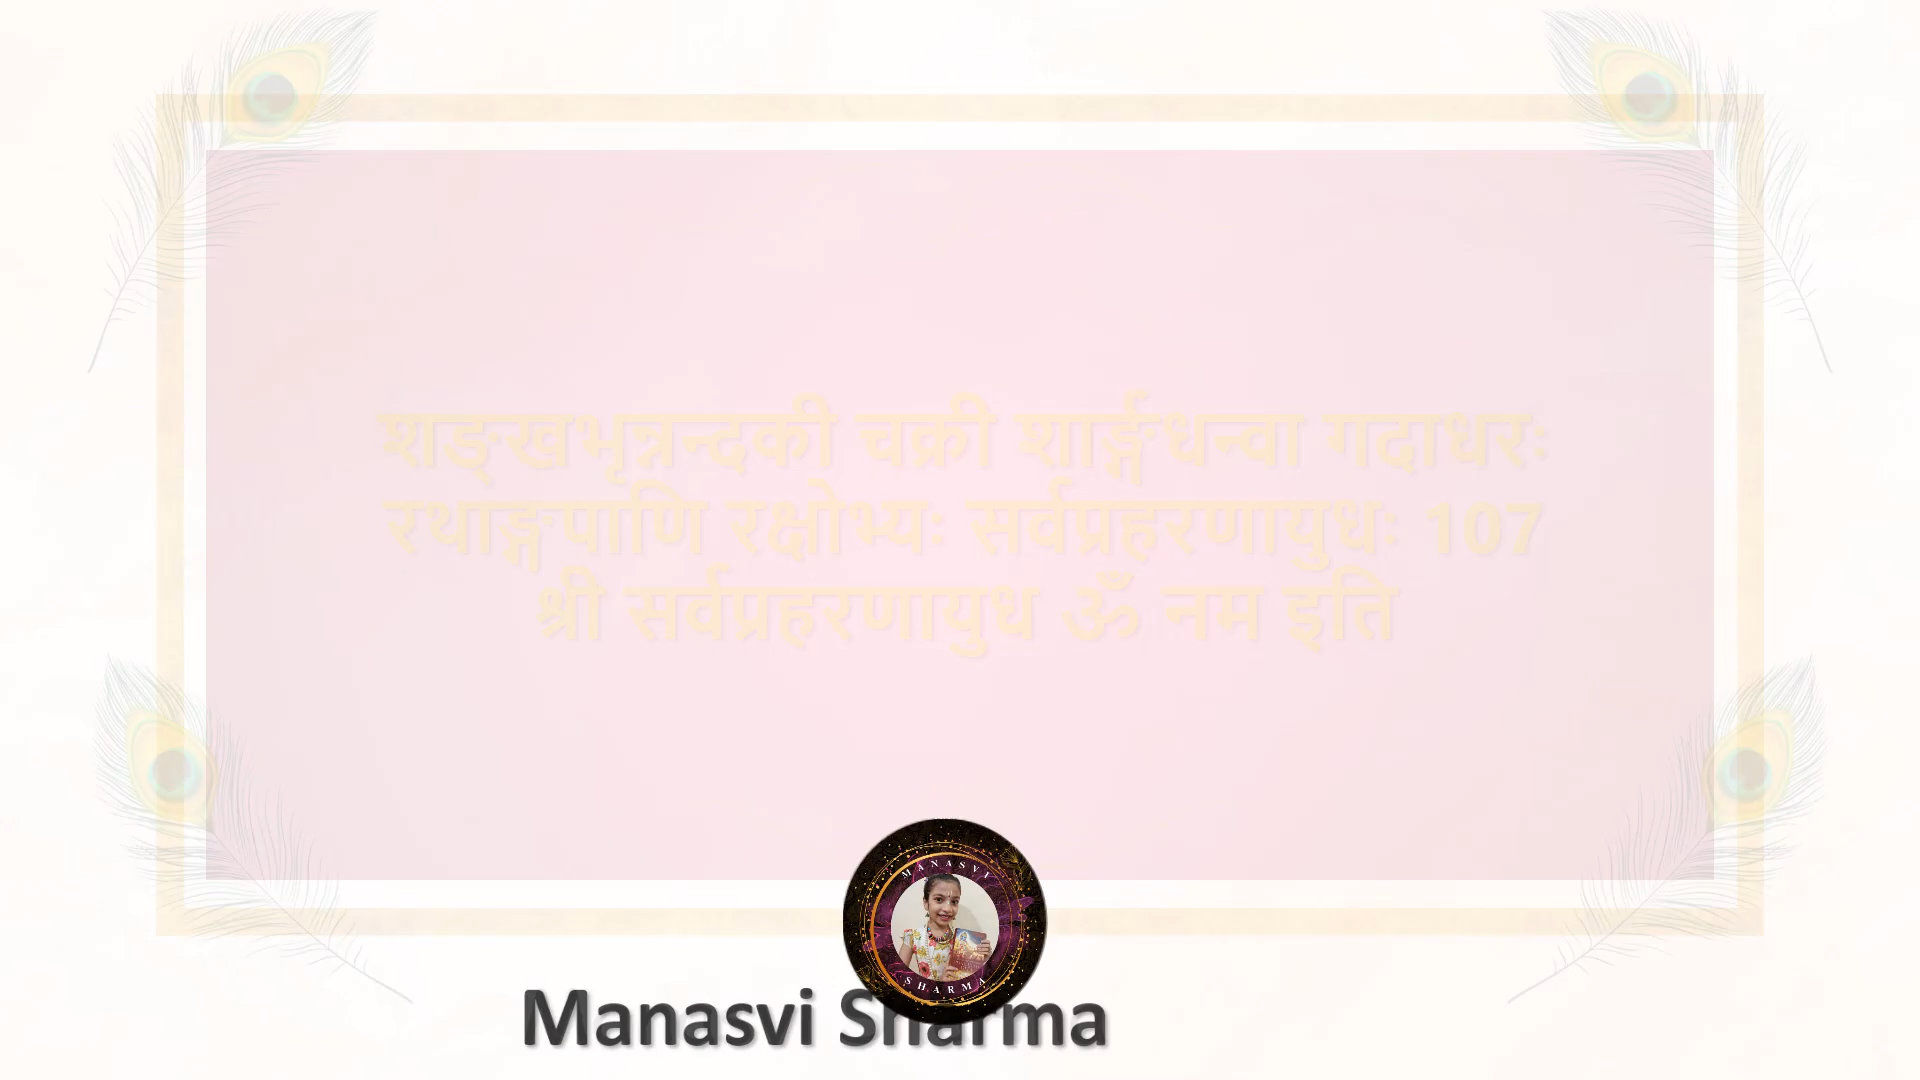 शङ्खभृन्नन्दकी चक्री शार्ङ्गधन्वा गदाधरः
रथाङ्गपाणि रक्षोभ्यः सर्वप्रहरणायुधः 107
श्री सर्वप्रहरणायुध ॐ नम इति
MANASVI
SHARMA
Manasvi Sharma